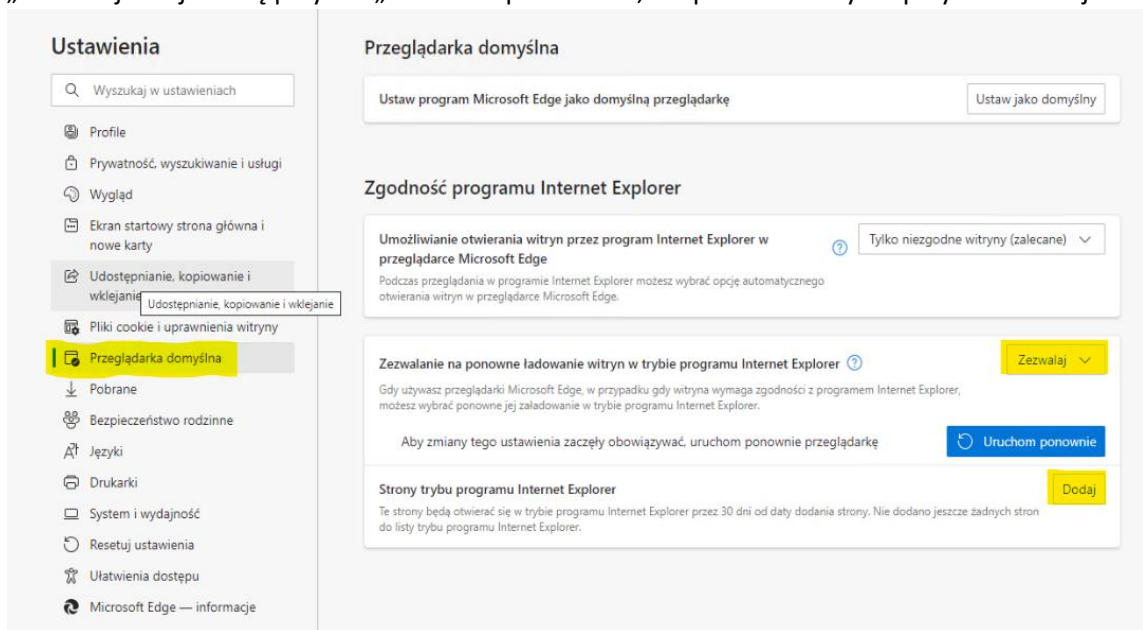 Ustawienia
Wyszukaj w ustawieniach
Profile
Prywatność, wyszukiwanie i usługi
Wygląd
Ekran startowy strona główna i
nowe karty
Udostępnianie, kopiowanie i
wklejanie
Udostępnianie, kopiowanie i wklejanie
Pliki cookie i uprawnienia witryny
Przeglądarka domyślna
Pobrane
Bezpieczeństwo rodzinne
Języki
Drukarki
System i wydajność
Resetuj ustawienia
Ułatwienia dostępu
Microsoft Edge — informacje
Przeglądarka domyślna
Ustaw program Microsoft Edge jako domyślną przeglądarkę
Ustaw jako domyślny
Zgodność programu Internet Explorer
Umożliwianie otwierania witryn przez program Internet Explorer w
przeglądarce Microsoft Edge
Tylko niezgodne witryny (zalecane)
Podczas przeglądania w programie Internet Explorer możesz wybrać opcję automatycznego
otwierania witryn w przeglądarce Microsoft Edge.
Zezwalanie na ponowne ładowanie witryn w trybie programu Internet Explorer
Zezwalaj
Gdy używasz przeglądarki Microsoft Edge, w przypadku gdy witryna wymaga zgodności z programem Internet Explorer,
możesz wybrać ponowne jej załadowanie w trybie programu Internet Explorer.
Aby zmiany tego ustawienia zaczęły obowiązywać, uruchom ponownie przeglądarkę
Uruchom ponownie
Strony trybu programu Internet Explorer
Dodaj
Te strony będą otwierać się w trybie programu Internet Explorer przez 30 dni od daty dodania strony. Nie dodano jeszcze żadnych stron
do listy trybu programu Internet Explorer.